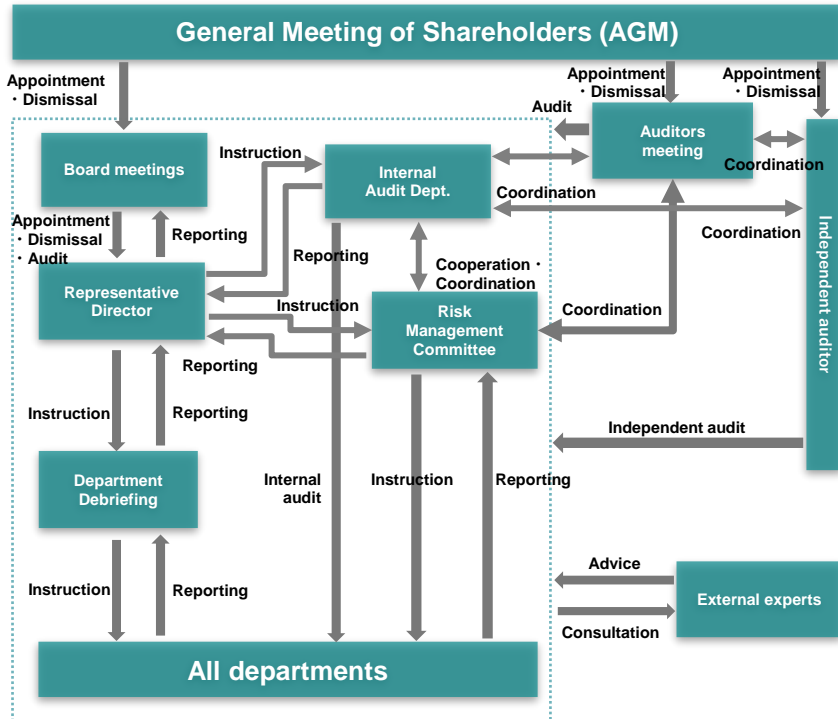 General Meeting of Shareholders (AGM)
Appointment
・Dismissal
Appointment
・Dismissal
Appointment
・Dismissal
Audit
Board meetings
Instruction
Internal
Audit Dept.
Auditors
meeting
Coordination
Coordination
Coordination
Independent auditor
Appointment
・Dismissal
・Audit
Reporting
Reporting
Cooperation・
Coordination
Representative
Director
Instruction
Risk
Management
Committee
Coordination
Reporting
Instruction
Reporting
Independent audit
Department
Debriefing
Internal
audit
Instruction
Reporting
Advice
Instruction
Reporting
External experts
Consultation
All departments